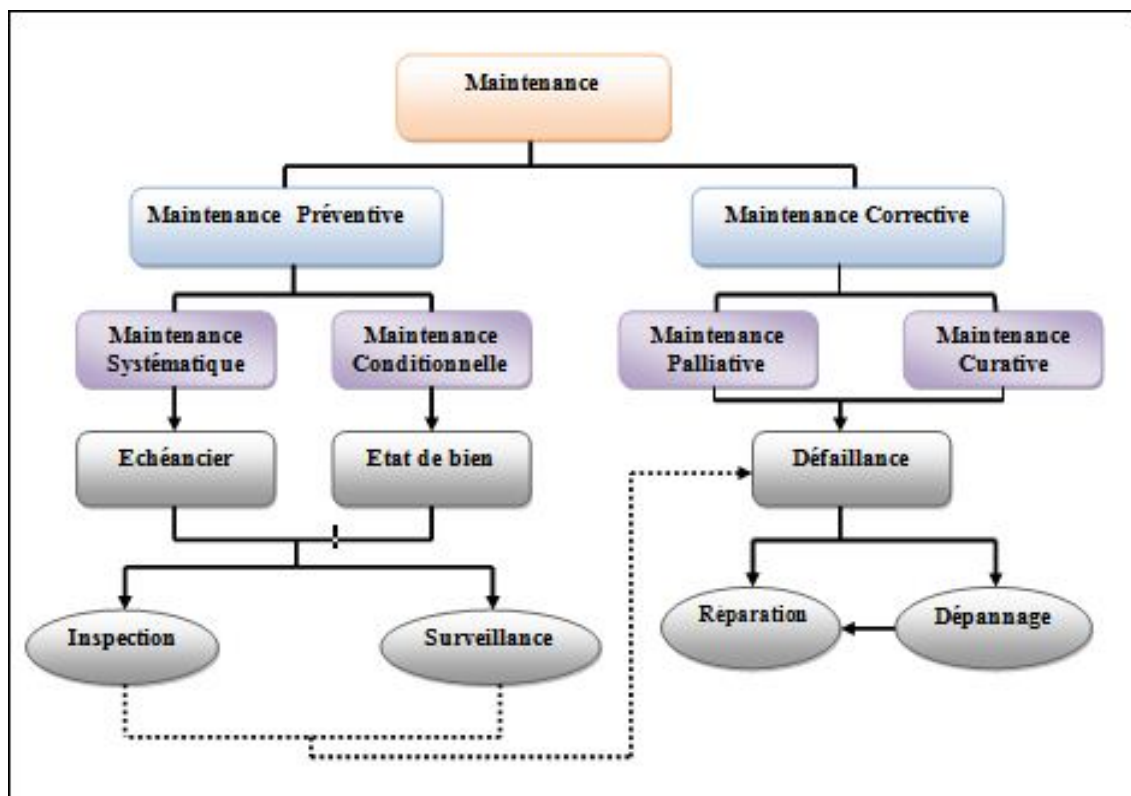 Maintenance
Maintenance Préventive
Maintenance Corrective
Maintenance
Systématique
Maintenance
Conditionnelle
Maintenance
Palliative
Maintenance
Curative
Echéancier
Etat de bien
Défaillance
Inspection
Surveillance
Réparation
Dépannage